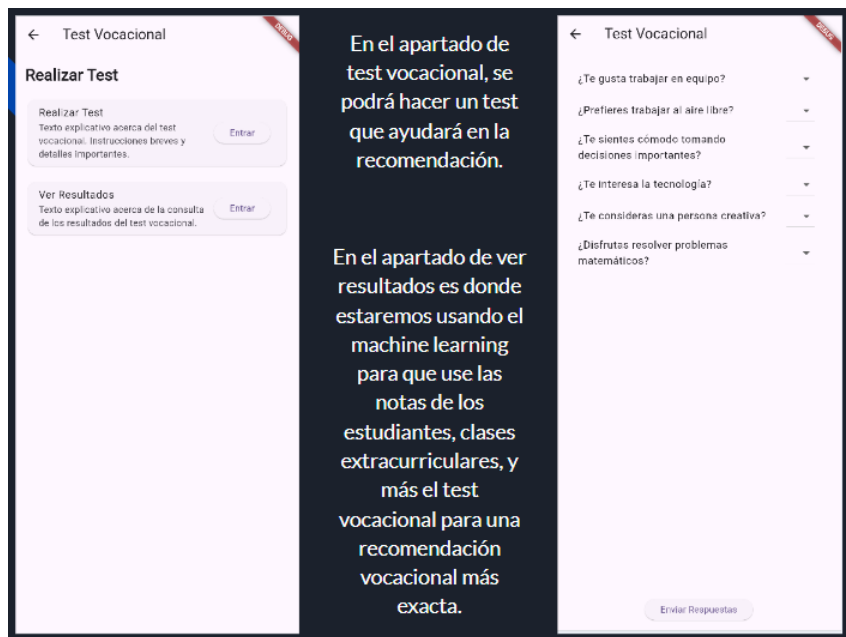 ← Test Vocacional
DEBUG
Realizar Test
Realizar Test
Texto explicativo acerca del test
vocacional. Instrucciones breves y
detalles importantes.
Entrar
Ver Resultados
Texto explicativo acerca de la consulta
de los resultados del test vocacional.
Entrar
En el apartado de
test vocacional, se
podrá hacer un test
que ayudará en la
recomendación.
En el apartado de ver
resultados es donde
estaremos usando el
machine learning
para que use las
notas de los
estudiantes, clases
extracurriculares, y
más el test
vocacional para una
recomendación
vocacional más
exacta.
← Test Vocacional
DEBUG
¿Te gusta trabajar en equipo?
¿Prefieres trabajar al aire libre?
¿Te sientes cómodo tomando
decisiones importantes?
¿Te interesa la tecnología?
¿Te consideras una persona creativa?
¿Disfrutas resolver problemas
matemáticos?
Enviar Respuestas